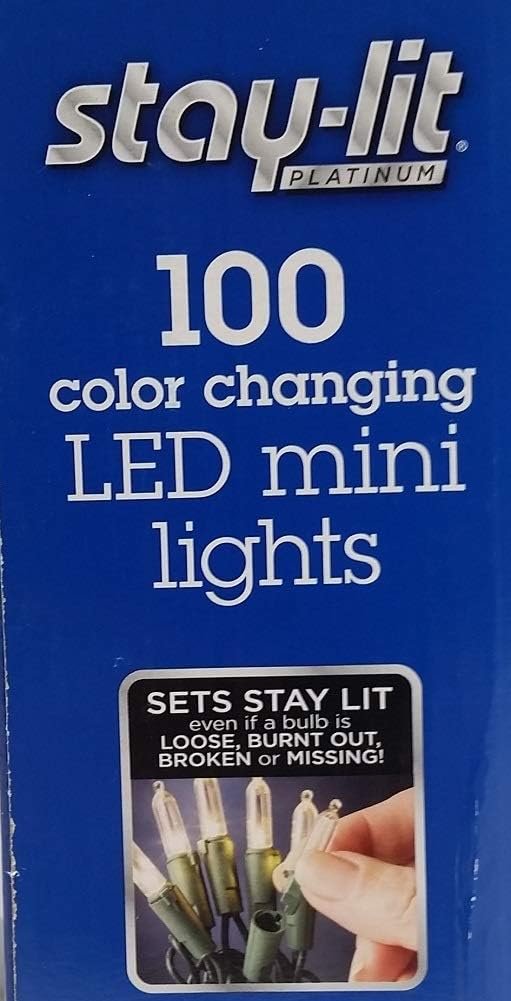 stay-lit®
PLATINUM
100
color changing
LED mini
lights
SETS STAY LIT
even if a bulb is
LOOSE, BURNT OUT,
BROKEN or MISSING!